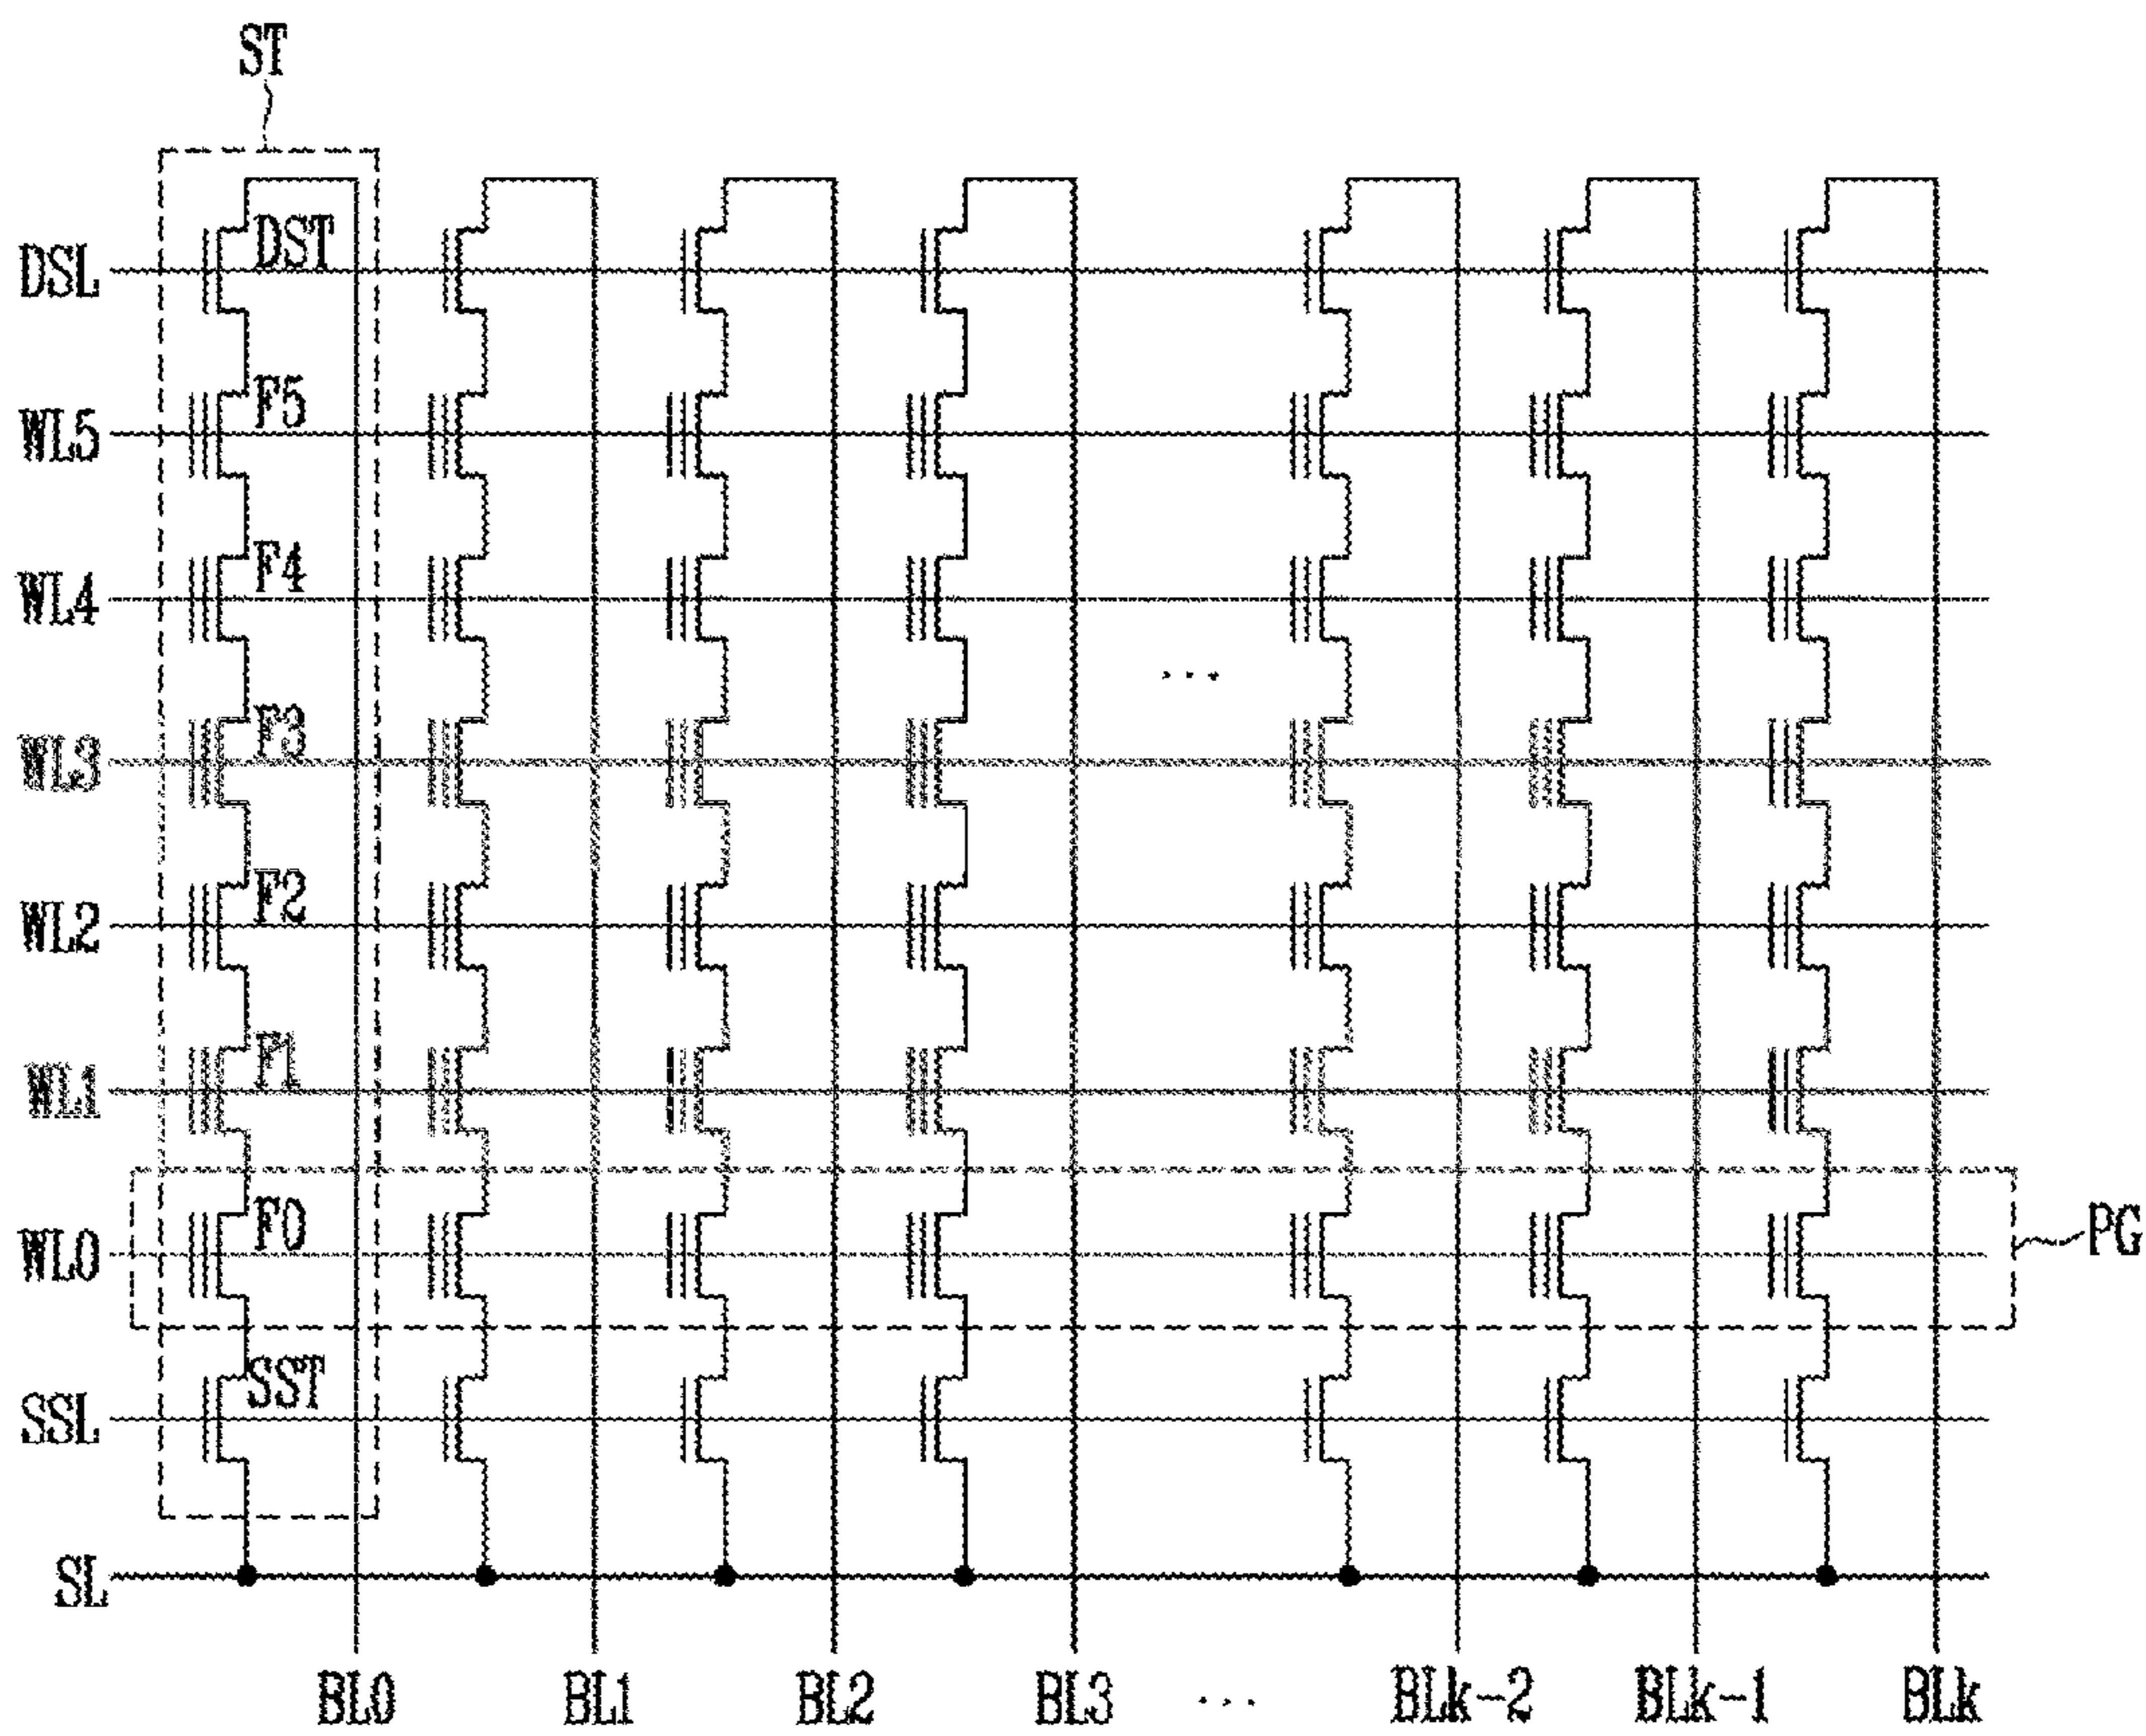 ST
DSL
DST
WL5
F5
WL4
F4
...
WL3
F3
WL2
F2
WL1
F1
WL0
F0
PG
SSL
SST
SL
BL0 BL1 BL2 BL3 ... BLk-2 BLk-1 BLk